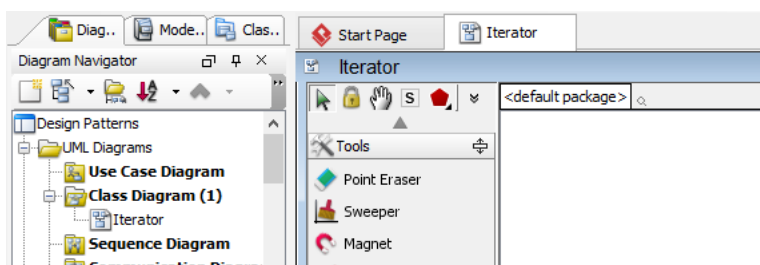 Diag.. Mode.. Clas..
Start Page
Iterator
Diagram Navigator
Iterator
S
<default package>
Design Patterns
UML Diagrams
Tools
Use Case Diagram
Point Eraser
Class Diagram (1)
Sweeper
Iterator
Sequence Diagram
Magnet